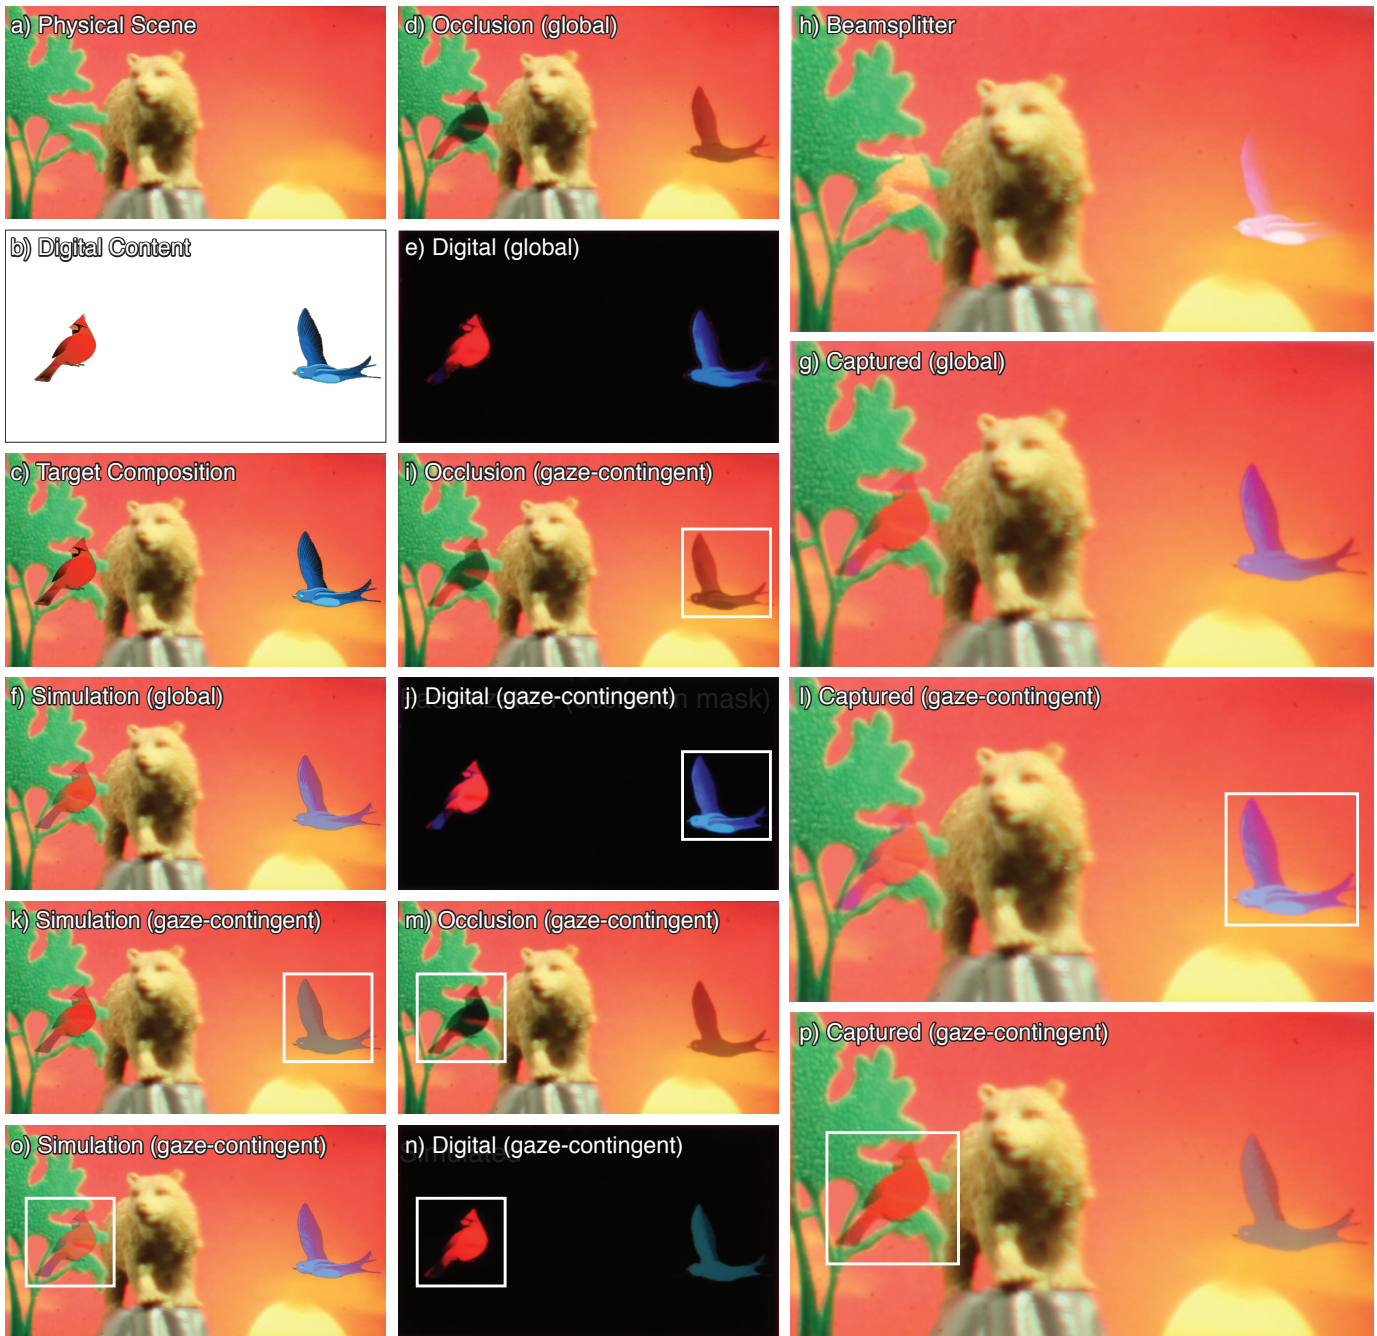 a) Physical Scene
d) Occlusion (global)
h) Beamsplitter
b) Digital Content
e) Digital (global)
g) Captured (global)
c) Target Composition
i) Occlusion (gaze-contingent)
f) Simulation (global)
j) Digital (gaze-contingent)
l) Captured (gaze-contingent)
k) Simulation (gaze-contingent)
m) Occlusion (gaze-contingent)
p) Captured (gaze-contingent)
o) Simulation (gaze-contingent)
n) Digital (gaze-contingent)